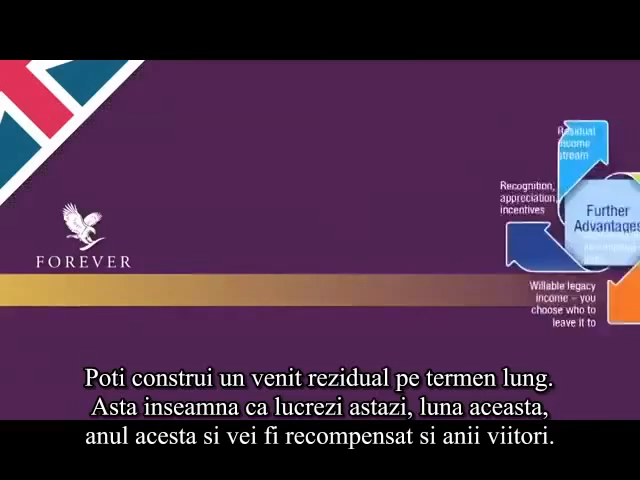 Residual
income
stream
Recognition,
appreciation,
incentives
Further
Advantages
FOREVER
Willable legacy
income – you
choose who to
leave it to
Poti construi un venit rezidual pe termen lung.
Asta inseamna ca lucrezi astazi, luna aceasta,
anul acesta si vei fi recompensat si anii viitori.